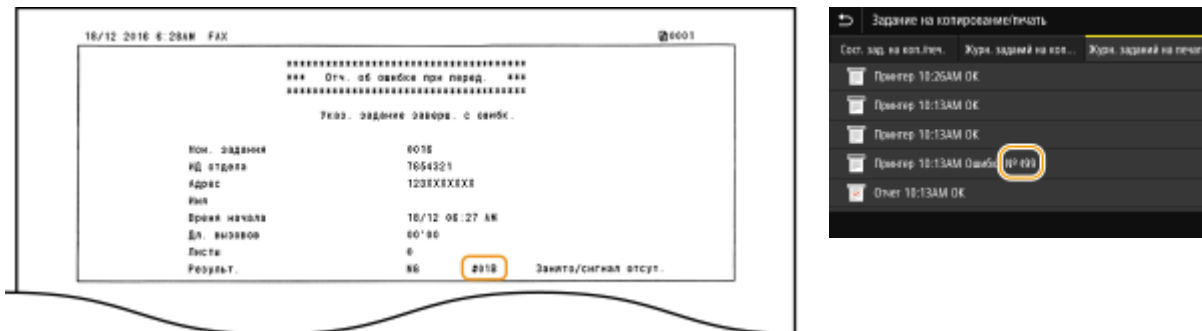 18/12 2016 6:28AM FAX 0001
*** Отч. об ошибке при перед. ***
Указ. задание заверш. с ошибк.
Ном. задания 0016
ИД отдела 7654321
Адрес 123XXXXXXX
Имя
Время начала 18/12 06:27 AM
Дл. вызовов 00'00
Листы 0
Результ. NG #018 Занято/сигнал отсут.
Задание на копирование/печать
Сост. зад. на коп./печ. Журн. заданий на коп... Журн. заданий на печат
Принтер 10:26AM OK
Принтер 10:13AM OK
Принтер 10:13AM OK
Принтер 10:13AM Ошибк Nº 499
Отчет 10:13AM OK